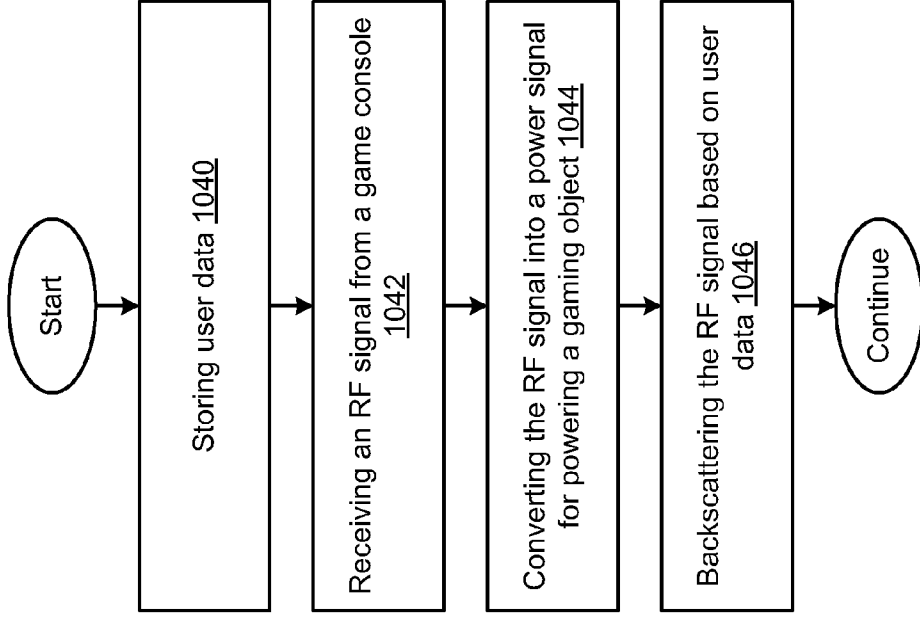 Start
Storing user data 1040
Receiving an RF signal from a game console
1042
Converting the RF signal into a power signal
for powering a gaming object 1044
Backscattering the RF signal based on user
data 1046
Continue